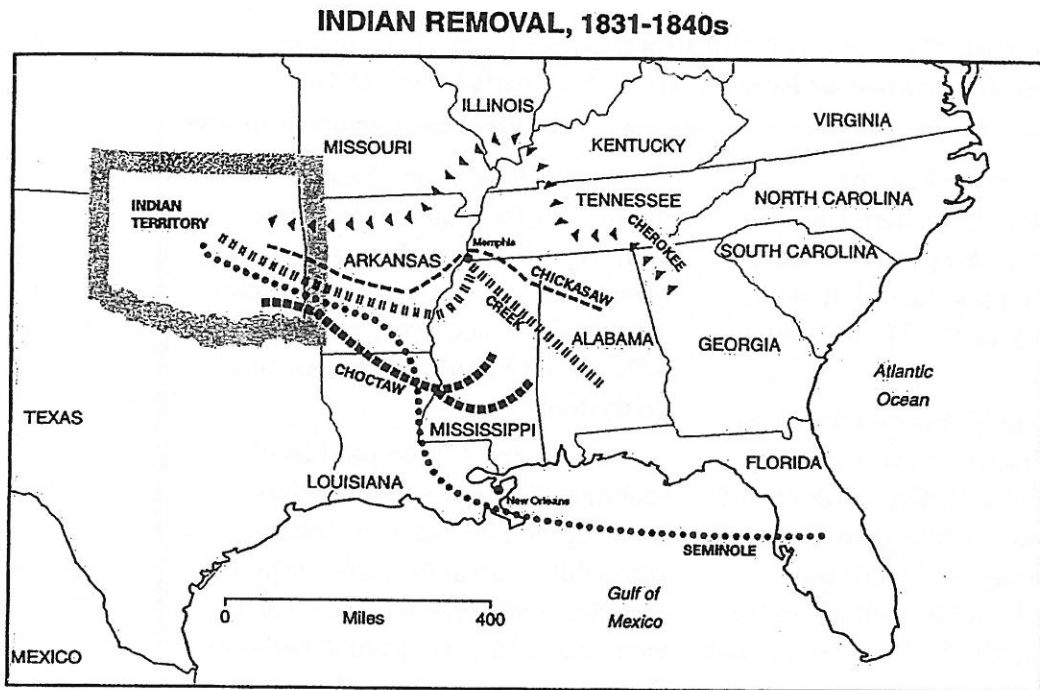 INDIAN REMOVAL, 1831-1840s
ILLINOIS
VIRGINIA
MISSOURI
KENTUCKY
INDIAN
TERRITORY
TENNESSEE
NORTH CAROLINA
CHEROKEE
SOUTH CAROLINA
Memphis
ARKANSAS
CHICKASAW
CREEK
ALABAMA
GEORGIA
CHOCTAW
Atlantic
Ocean
TEXAS
MISSISSIPPI
FLORIDA
LOUISIANA
New Orleans
SEMINOLE
Gulf of
Mexico
0 400
Miles
MEXICO